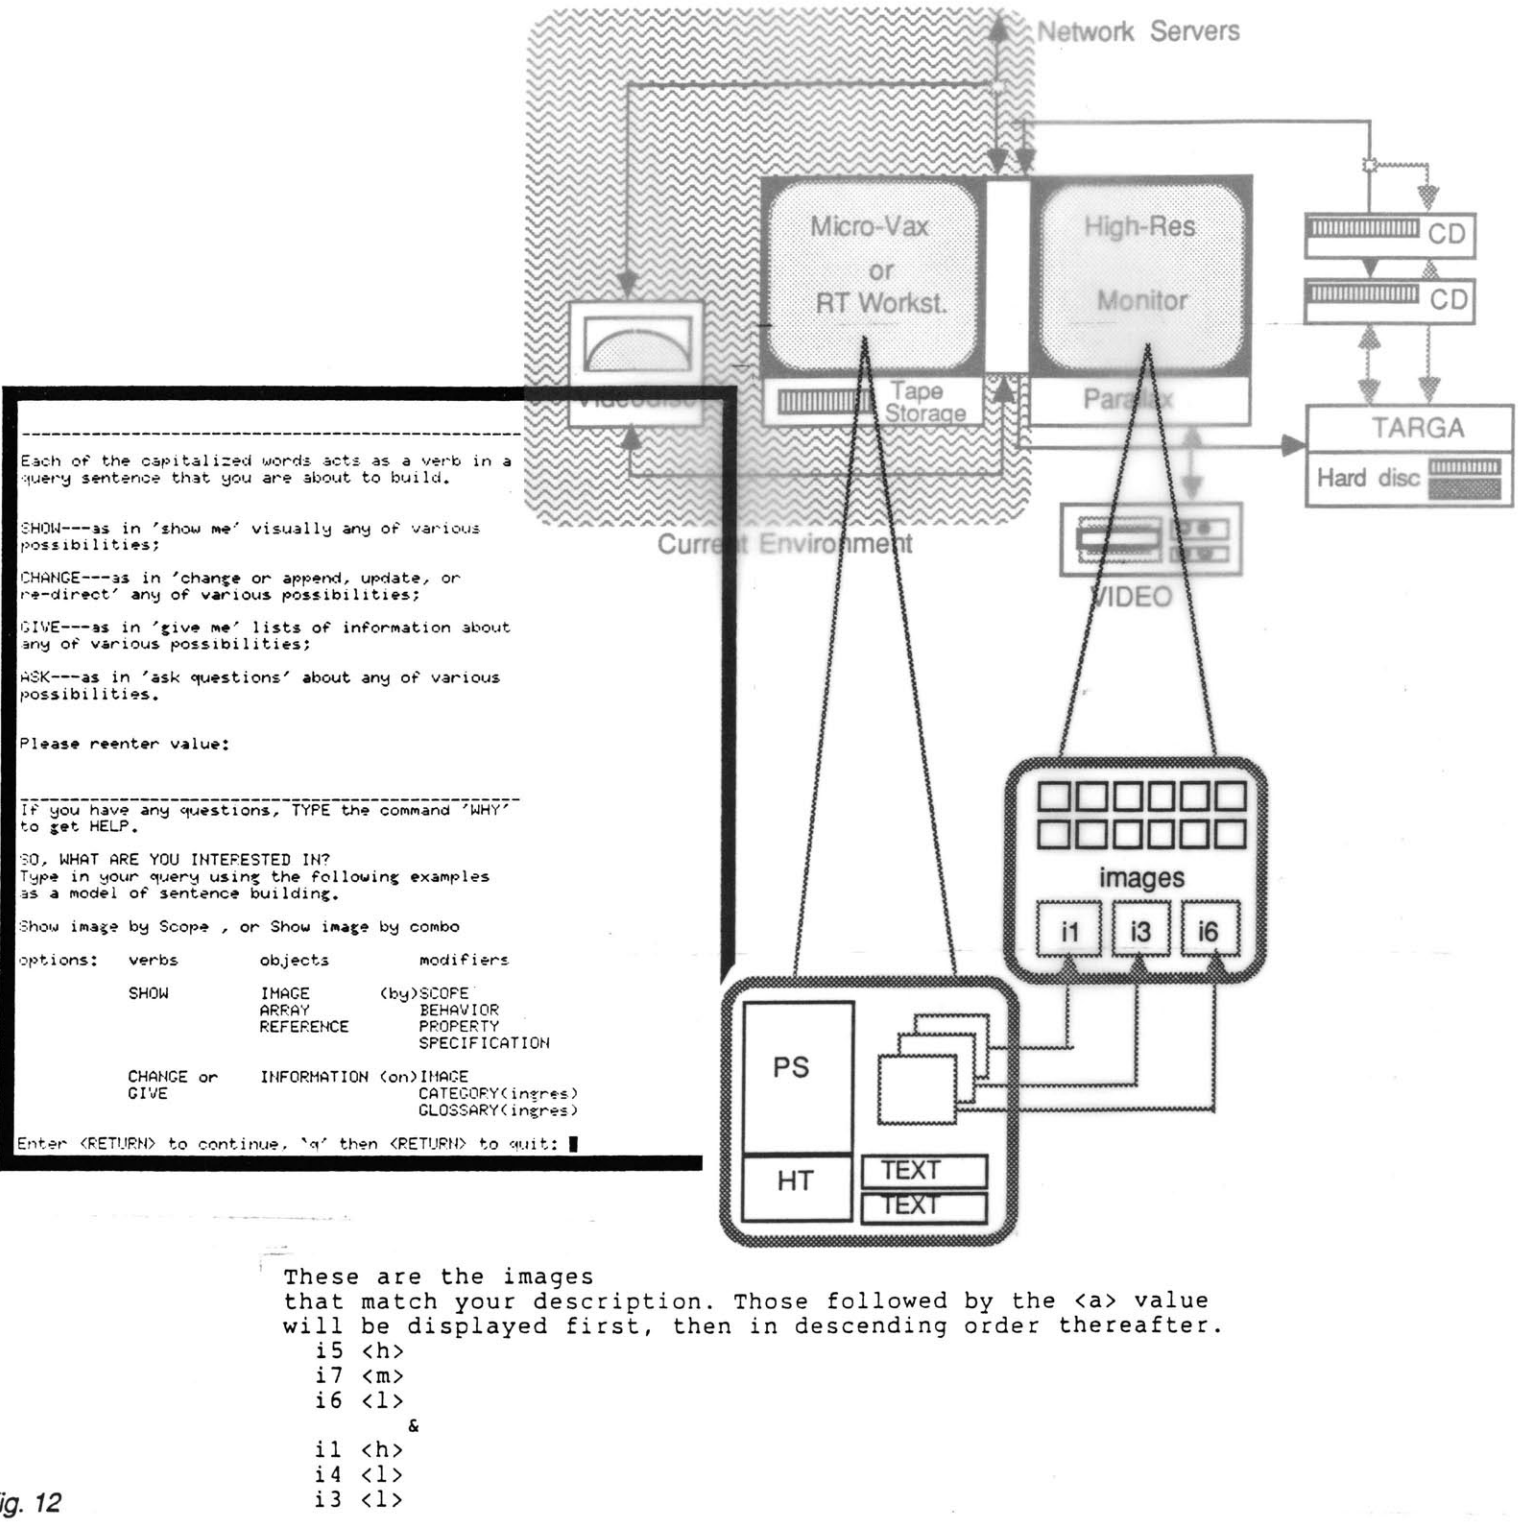 Network Servers
Micro-Vax
or
RT Workst.
High-Res
Monitor
CD
CD
Videodisc
Tape
Storage
Parallax
TARGA
Hard disc
Current Environment
VIDEO
Each of the capitalized words acts as a verb in a
query sentence that you are about to build.
SHOW---as in 'show me' visually any of various
possibilities;
CHANGE---as in 'change or append, update, or
re-direct' any of various possibilities;
GIVE---as in 'give me' lists of information about
any of various possibilities;
ASK---as in 'ask questions' about any of various
possibilities.
Please reenter value:
If you have any questions, TYPE the command 'WHY'
to get HELP.
SO, WHAT ARE YOU INTERESTED IN?
Type in your query using the following examples
as a model of sentence building.
Show image by Scope , or Show image by combo
options: verbs objects modifiers
SHOW IMAGE (by)SCOPE
ARRAY BEHAVIOR
REFERENCE PROPERTY
SPECIFICATION
CHANGE or INFORMATION (on)IMAGE
GIVE CATEGORY(ingres)
GLOSSARY(ingres)
Enter <RETURN> to continue, `q' then <RETURN> to quit:
images
i1 i3 i6
PS
HT
TEXT
TEXT
These are the images
that match your description. Those followed by the <a> value
will be displayed first, then in descending order thereafter.
i5 <h>
i7 <m>
i6 <l>
&
i1 <h>
i4 <l>
i3 <l>
ig. 12